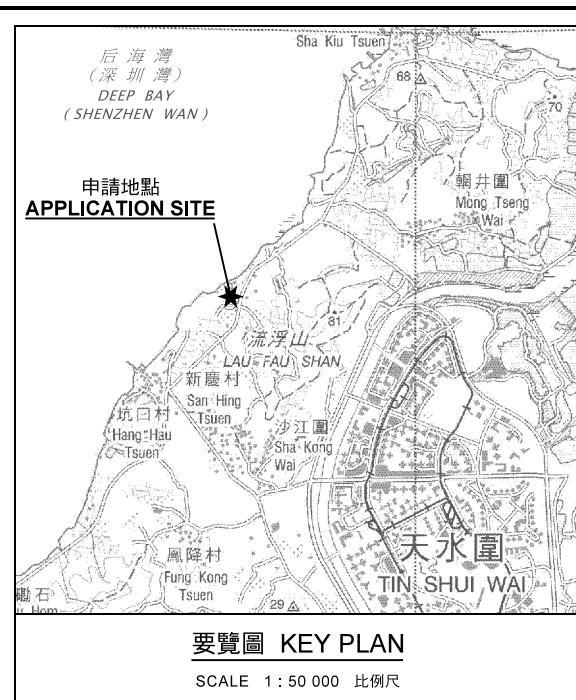 Sha Kiu Tsuen
后海灣
(深圳灣)
DEEP BAY
(SHENZHEN WAN)
68
70
申請地點
APPLICATION SITE
輞井圍
Mong Tseng
Wai
81
流浮山
LAU FAU SHAN
新慶村
San Hing
Tsuen
坑口村
Hang Hau
Tsuen
沙江圍
Sha Kong
Wai
鳳降村
Fung Kong
Tsuen
天水圍
TIN SHUI WAI
磡石
u Hom
29
要覽圖 KEY PLAN
SCALE 1 : 50 000 比例尺